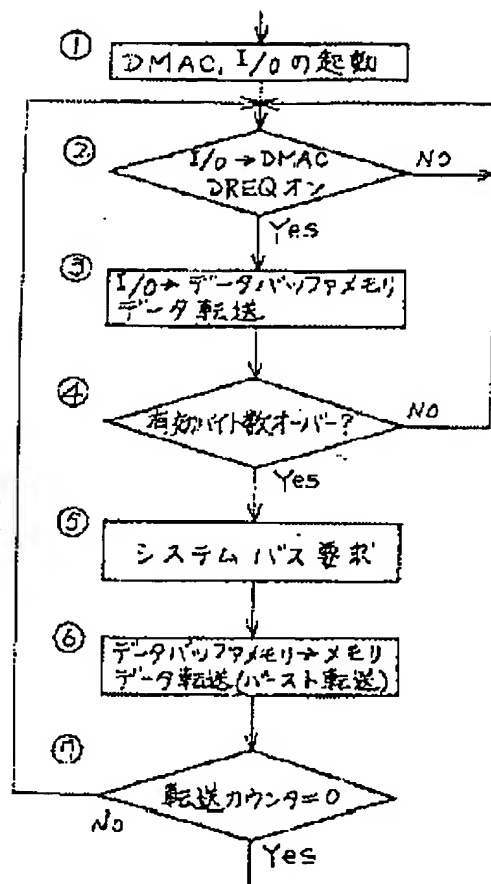 ①
DMAC, I/Oの起動
②
I/O→DMAC
DREQオン
NO
Yes
③
I/O→データバッファメモリ
データ転送
④
有効バイト数オーバー?
NO
Yes
⑤
システムバス要求
⑥
データバッファメモリ→メモリ
データ転送(バースト転送)
⑦
転送カウンタ=0
No
Yes